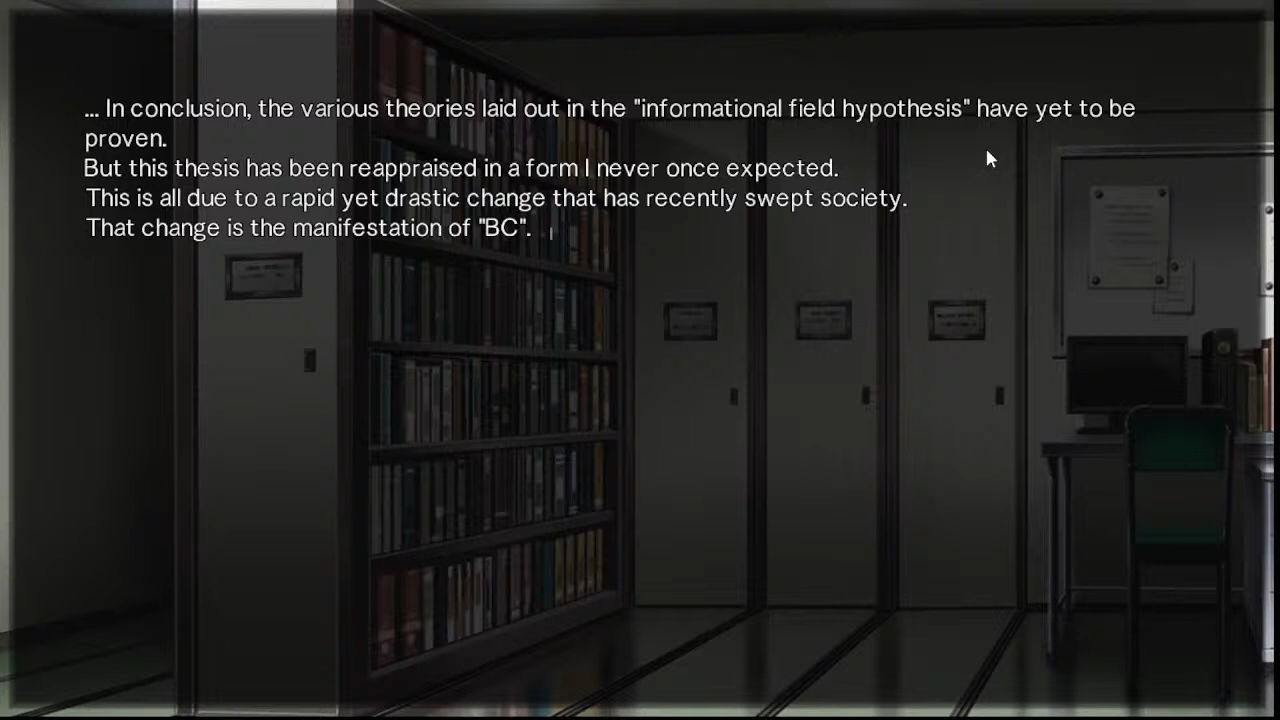 ... In conclusion, the various theories laid out in the "informational field hypothesis" have yet to be
proven.
But this thesis has been reappraised in a form I never once expected.
This is all due to a rapid yet drastic change that has recently swept society.
That change is the manifestation of "BC".